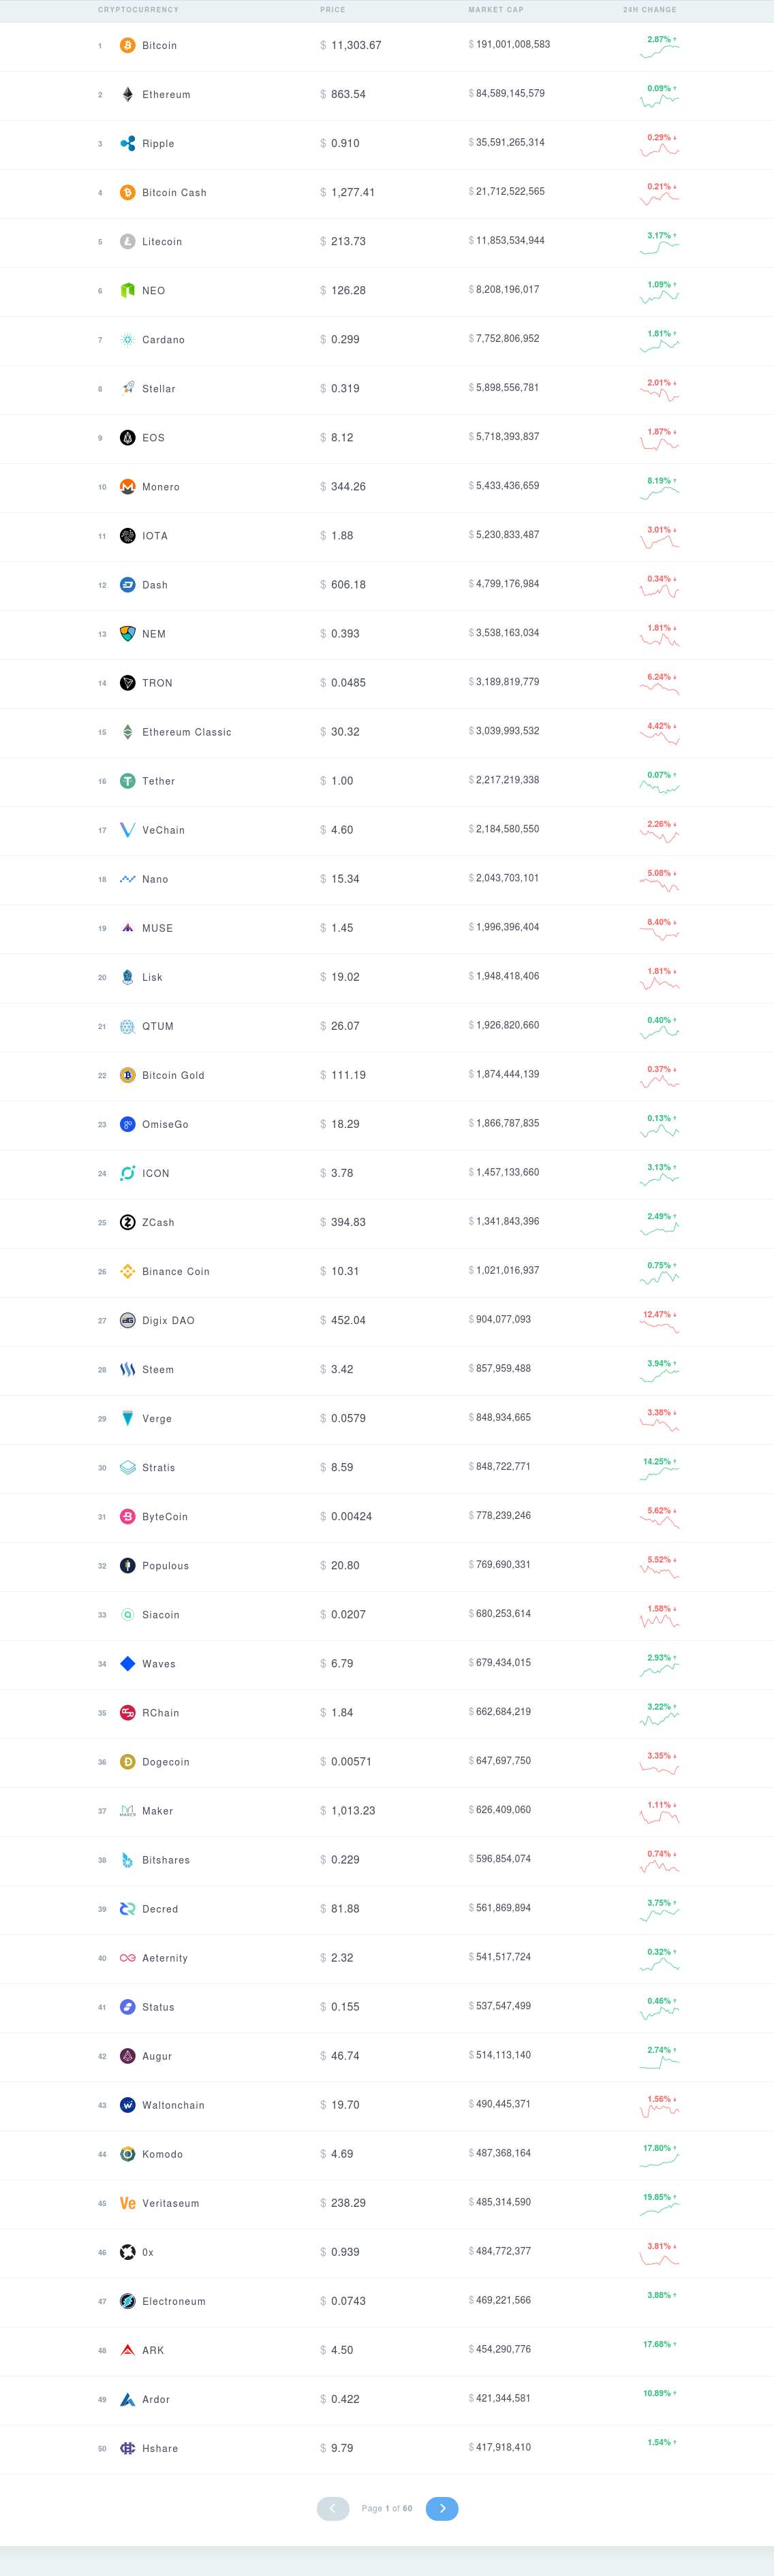 CRYPTOCURRENCY PRICE MARKET CAP 24H CHANGE
1 Bitcoin $ 11,303.67 $ 191,001,008,583 2.87% ↑
2 Ethereum $ 863.54 $ 84,589,145,579 0.09% ↑
3 Ripple $ 0.910 $ 35,591,265,314 0.29% ↓
4 Bitcoin Cash $ 1,277.41 $ 21,712,522,565 0.21% ↓
5 Litecoin $ 213.73 $ 11,853,534,944 3.17% ↑
6 NEO $ 126.28 $ 8,208,196,017 1.09% ↑
7 Cardano $ 0.299 $ 7,752,806,952 1.81% ↑
8 Stellar $ 0.319 $ 5,898,556,781 2.01% ↓
9 EOS $ 8.12 $ 5,718,393,837 1.87% ↓
10 Monero $ 344.26 $ 5,433,436,659 8.19% ↑
11 IOTA $ 1.88 $ 5,230,833,487 3.01% ↓
12 Dash $ 606.18 $ 4,799,176,984 0.34% ↓
13 NEM $ 0.393 $ 3,538,163,034 1.81% ↓
14 TRON $ 0.0485 $ 3,189,819,779 6.24% ↓
15 Ethereum Classic $ 30.32 $ 3,039,993,532 4.42% ↓
16 Tether $ 1.00 $ 2,217,219,338 0.07% ↑
17 VeChain $ 4.60 $ 2,184,580,550 2.26% ↓
18 Nano $ 15.34 $ 2,043,703,101 5.08% ↓
19 MUSE $ 1.45 $ 1,996,396,404 8.40% ↓
20 Lisk $ 19.02 $ 1,948,418,406 1.81% ↓
21 QTUM $ 26.07 $ 1,926,820,660 0.40% ↑
22 Bitcoin Gold $ 111.19 $ 1,874,444,139 0.37% ↓
23 OmiseGo $ 18.29 $ 1,866,787,835 0.13% ↑
24 ICON $ 3.78 $ 1,457,133,660 3.13% ↑
25 ZCash $ 394.83 $ 1,341,843,396 2.49% ↑
26 Binance Coin $ 10.31 $ 1,021,016,937 0.75% ↑
27 Digix DAO $ 452.04 $ 904,077,093 12.47% ↓
28 Steem $ 3.42 $ 857,959,488 3.94% ↑
29 Verge $ 0.0579 $ 848,934,665 3.38% ↓
30 Stratis $ 8.59 $ 848,722,771 14.25% ↑
31 ByteCoin $ 0.00424 $ 778,239,246 5.62% ↓
32 Populous $ 20.80 $ 769,690,331 5.52% ↓
33 Siacoin $ 0.0207 $ 680,253,614 1.58% ↓
34 Waves $ 6.79 $ 679,434,015 2.93% ↑
35 RChain $ 1.84 $ 662,684,219 3.22% ↑
36 Dogecoin $ 0.00571 $ 647,697,750 3.35% ↓
37 MAKER Maker $ 1,013.23 $ 626,409,060 1.11% ↓
38 Bitshares $ 0.229 $ 596,854,074 0.74% ↓
39 Decred $ 81.88 $ 561,869,894 3.75% ↑
40 Aeternity $ 2.32 $ 541,517,724 0.32% ↑
41 Status $ 0.155 $ 537,547,499 0.46% ↑
42 Augur $ 46.74 $ 514,113,140 2.74% ↑
43 Waltonchain $ 19.70 $ 490,445,371 1.56% ↓
44 Komodo $ 4.69 $ 487,368,164 17.80% ↑
45 Ve Veritaseum $ 238.29 $ 485,314,590 19.85% ↑
46 0x $ 0.939 $ 484,772,377 3.81% ↓
47 Electroneum $ 0.0743 $ 469,221,566 3.88% ↑
48 ARK $ 4.50 $ 454,290,776 17.68% ↑
49 Ardor $ 0.422 $ 421,344,581 10.89% ↑
50 Hshare $ 9.79 $ 417,918,410 1.54% ↑
Page 1 of 60